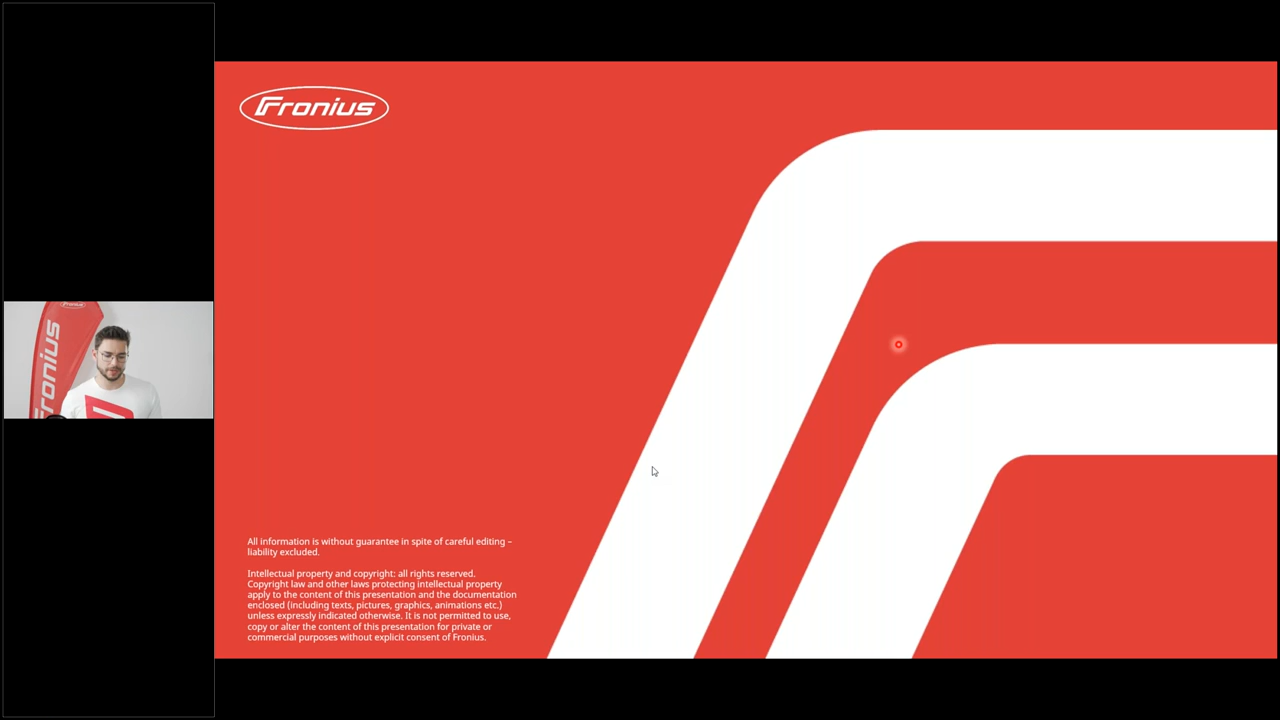 Fronius
Fronius
Fronius
All information is without guarantee in spite of careful editing –
liability excluded.
Intellectual property and copyright: all rights reserved.
Copyright law and other laws protecting intellectual property
apply to the content of this presentation and the documentation
enclosed (including texts, pictures, graphics, animations etc.)
unless expressly indicated otherwise. It is not permitted to use,
copy or alter the content of this presentation for private or
commercial purposes without explicit consent of Fronius.